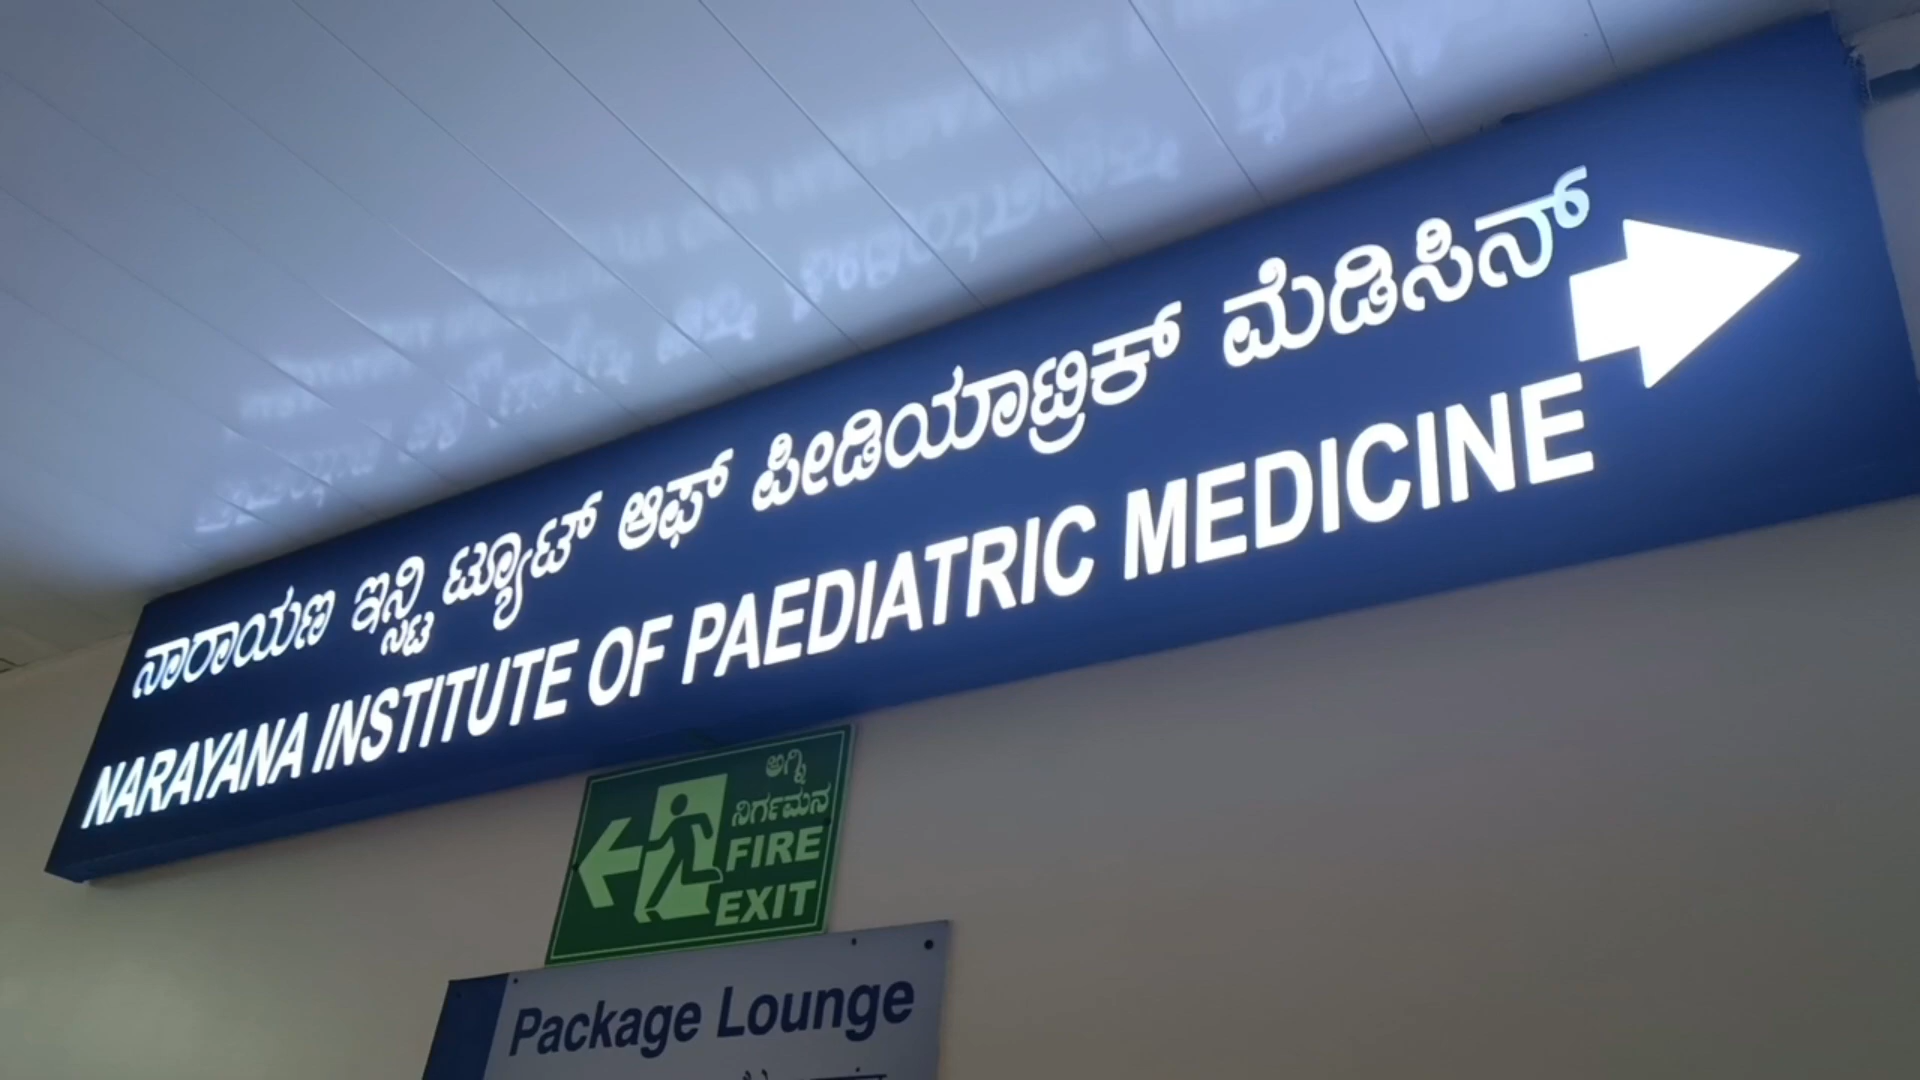 ನಾರಾಯಣ ಇನ್ಸ್ಟಿಟ್ಯೂಟ್ ಆಫ್ ಪೀಡಿಯಾಟ್ರಿಕ್ ಮೆಡಿಸಿನ್
NARAYANA INSTITUTE OF PAEDIATRIC MEDICINE
ಅಗ್ನಿ
ನಿರ್ಗಮನ
FIRE
EXIT
Package Lounge